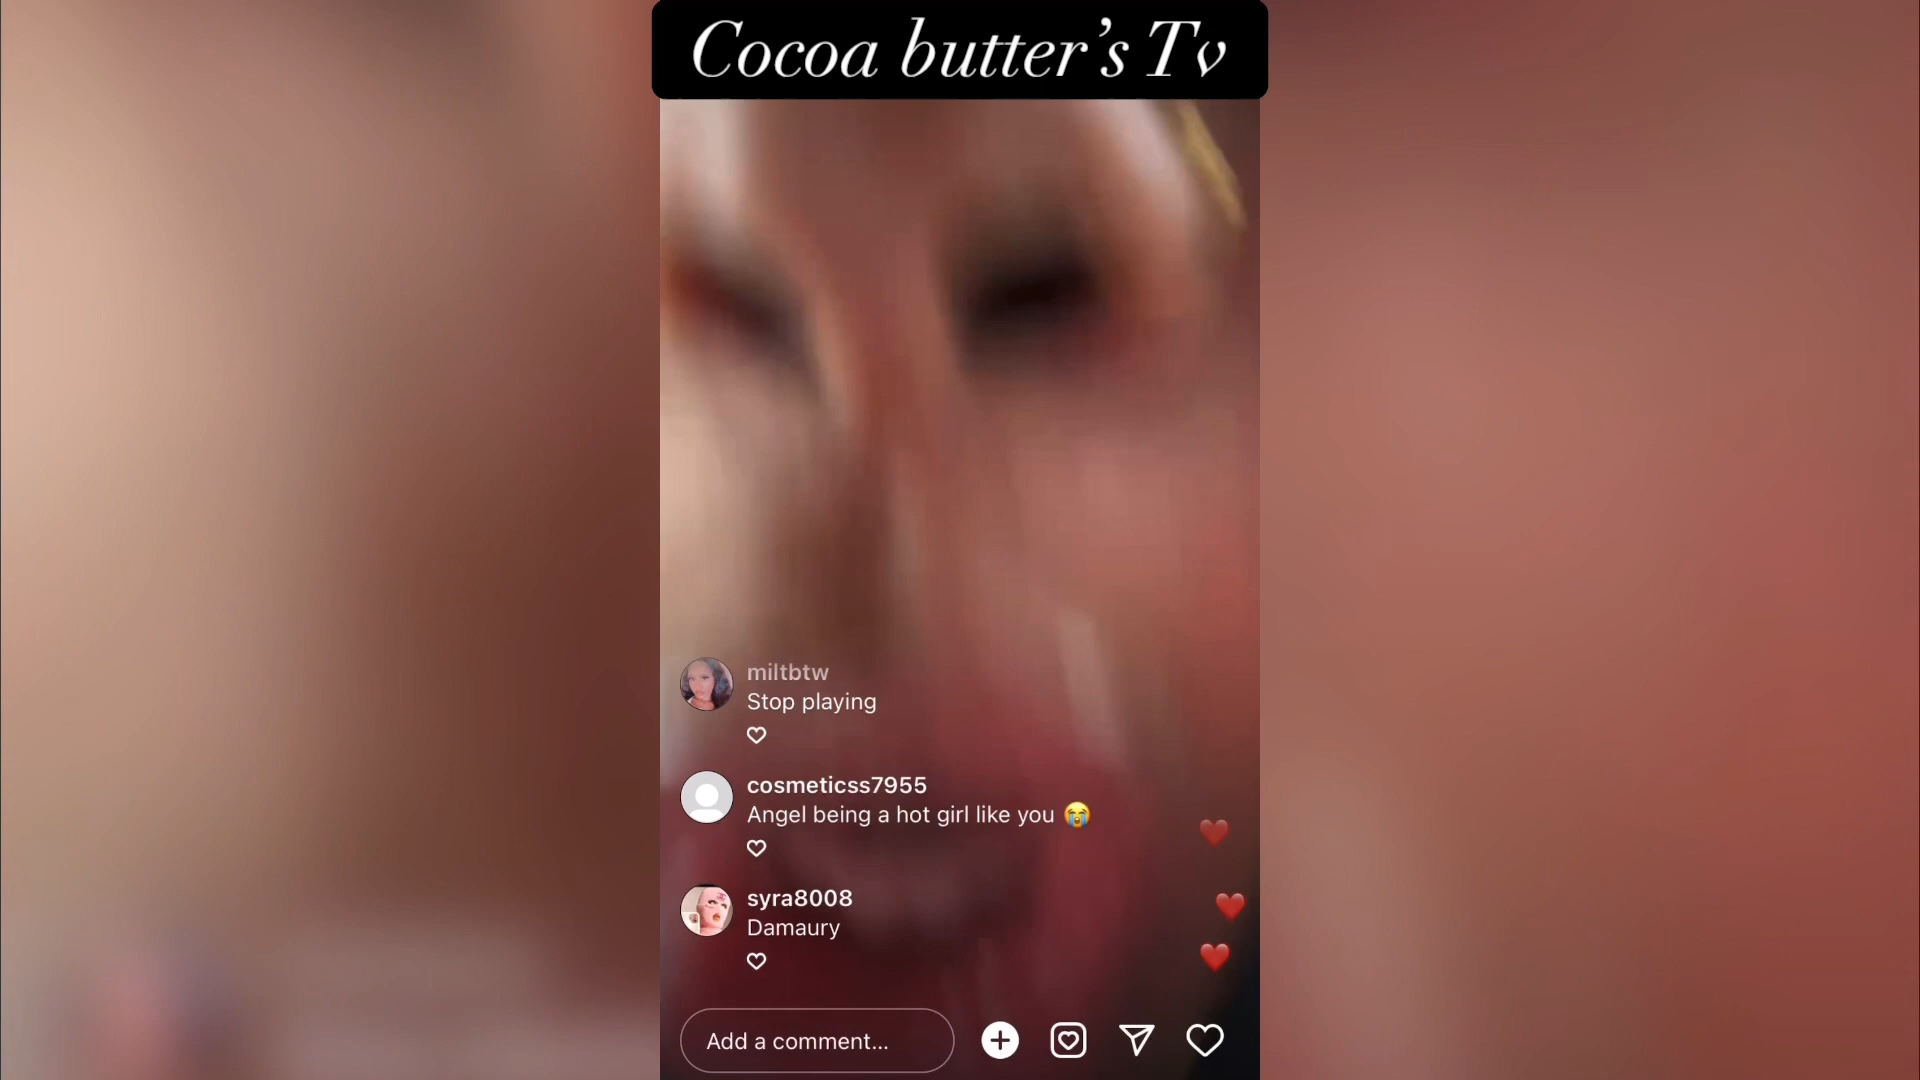 Cocoa butter’s Tv
miltbtw
Stop playing
cosmeticss7955
Angel being a hot girl like you 😭
syra8008
Damaury
Add a comment...